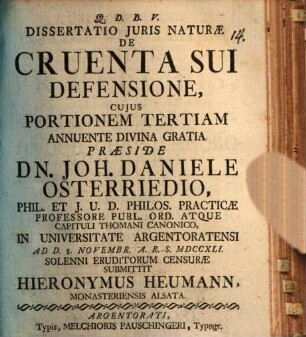 Q. D. B. V.
14.
DISSERTATIO JURIS NATURÆ
DE
CRUENTA SUI
DEFENSIONE,
CUJUS
PORTIONEM TERTIAM
ANNUENTE DIVINA GRATIA
PRÆSIDE
DN. JOH. DANIELE
OSTERRIEDIO,
PHIL. ET J. U. D. PHILOS. PRACTICÆ
PROFESSORE PUBL. ORD. ATQUE
CAPITULI THOMANI CANONICO,
IN UNIVERSITATE ARGENTORATENSI
AD D. NOVEMBR. A. R. S. MDCCXLI.
SOLENNI ERUDITORUM CENSURÆ
SUBMITTIT
HIERONYMUS HEUMANN,
MONASTERIENSIS ALSATA.
ARGENTORATI,
Typis, MELCHIORIS PAUSCHINGERI, Typogr.